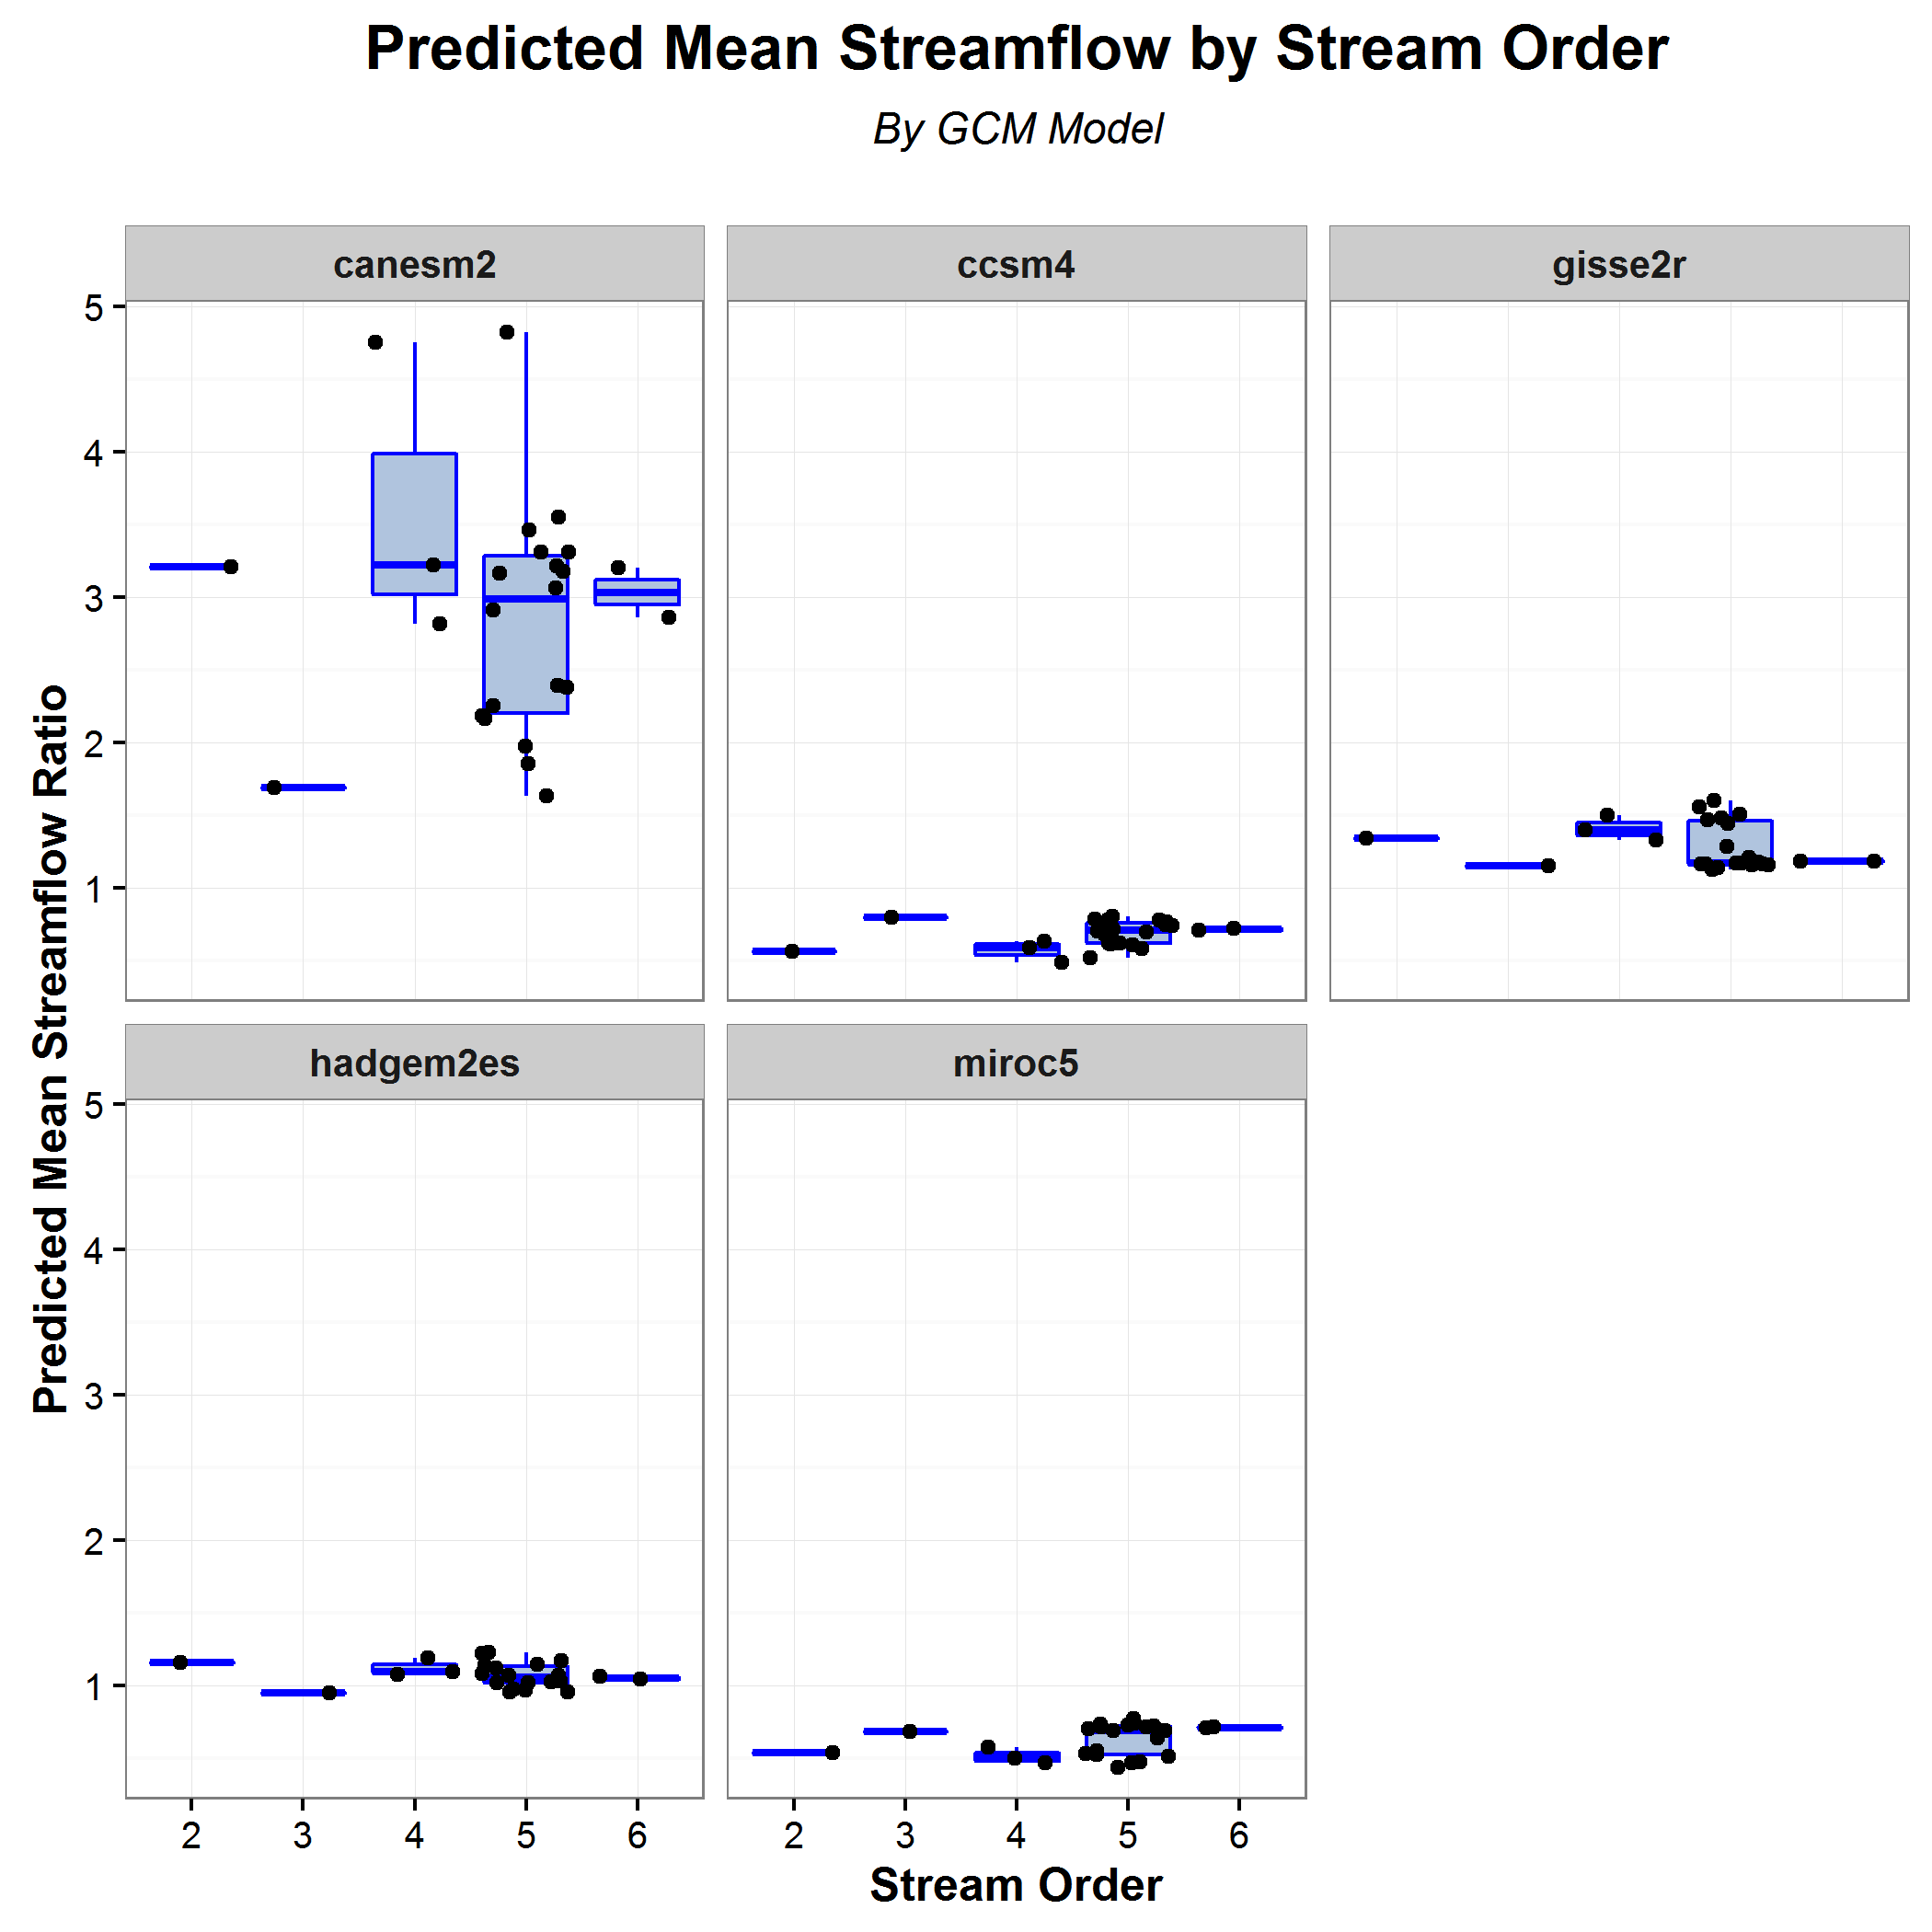 Predicted Mean Streamflow by Stream Order
By GCM Model
canesm2
ccsm4
gisse2r
5
4
3
2
1
hadgem2es
miroc5
5
4
3
2
1
Predicted Mean Streamflow Ratio
2 3 4 5 6
2 3 4 5 6
Stream Order